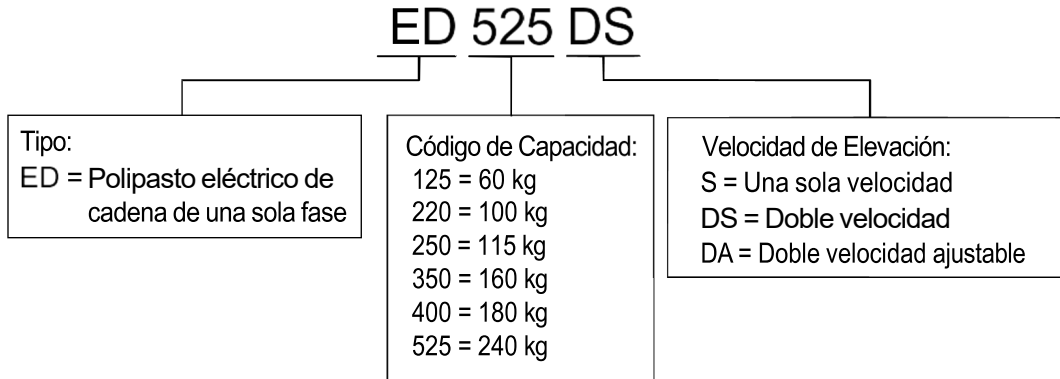 ED 525 DS
Tipo:
ED = Polipasto eléctrico de
cadena de una sola fase
Código de Capacidad:
125 = 60 kg
220 = 100 kg
250 = 115 kg
350 = 160 kg
400 = 180 kg
525 = 240 kg
Velocidad de Elevación:
S = Una sola velocidad
DS = Doble velocidad
DA = Doble velocidad ajustable